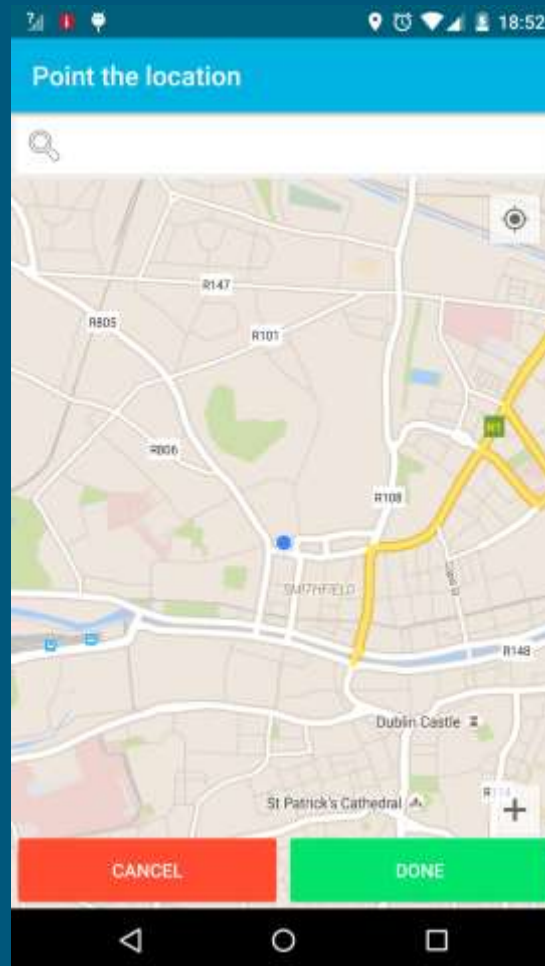 18:52
Point the location
R147
R805
R101
N1
R806
R108
SMITHFIELD
R148
Dublin Castle
St Patrick's Cathedral
CANCEL
DONE